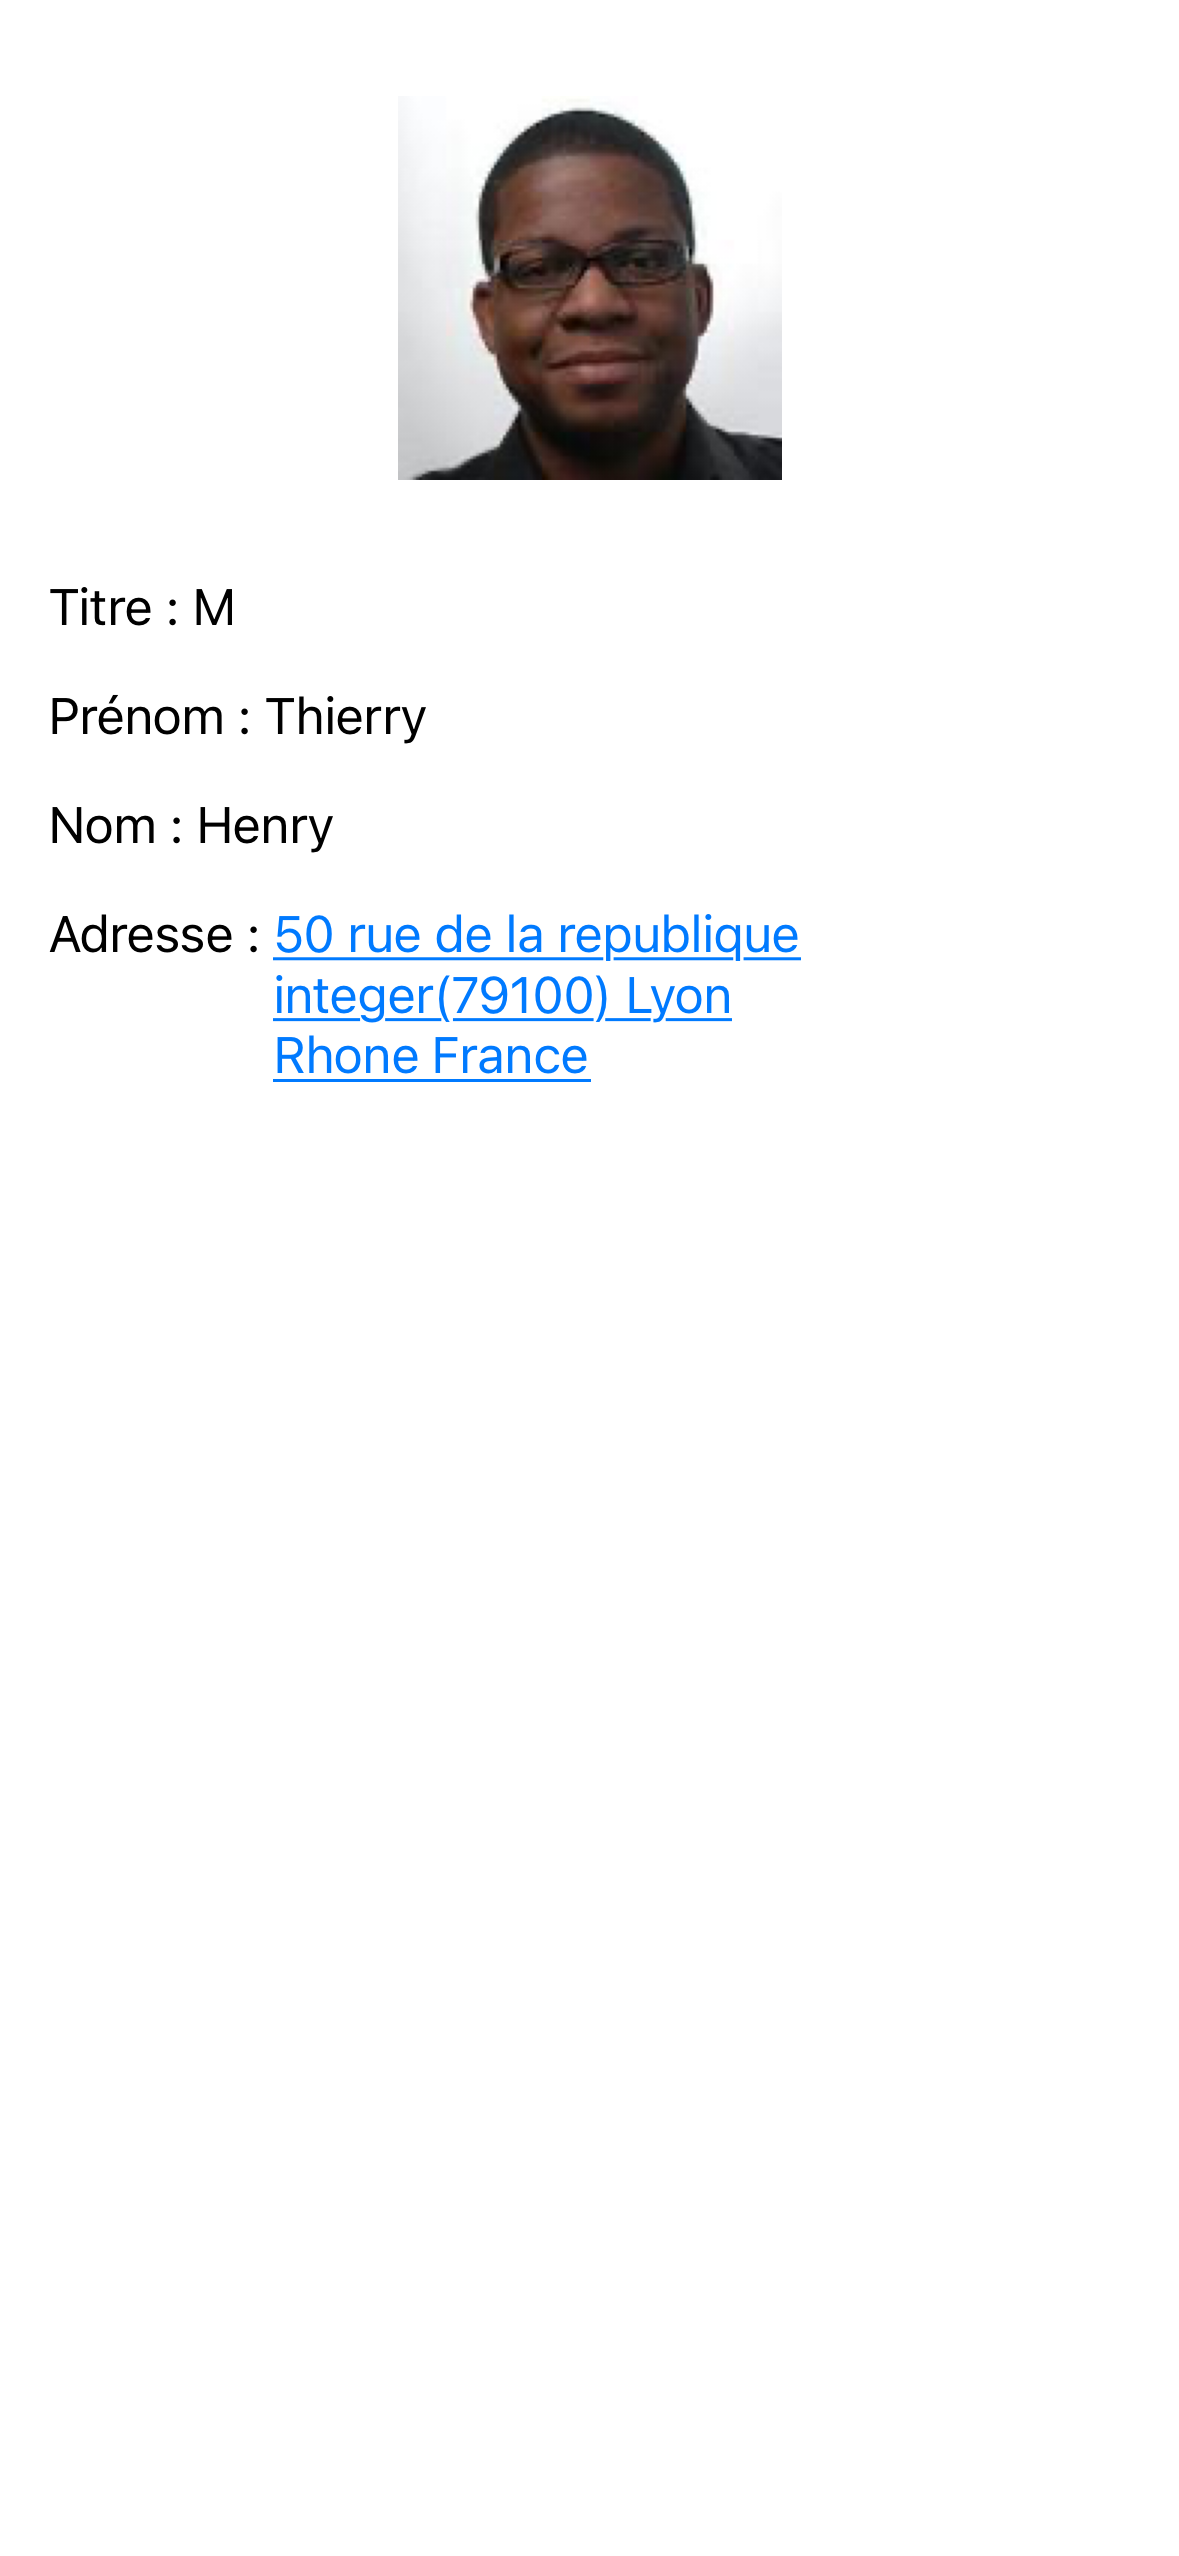 Titre : M
Prénom : Thierry
Nom : Henry
Adresse : 50 rue de la republique
integer(79100) Lyon
Rhone France